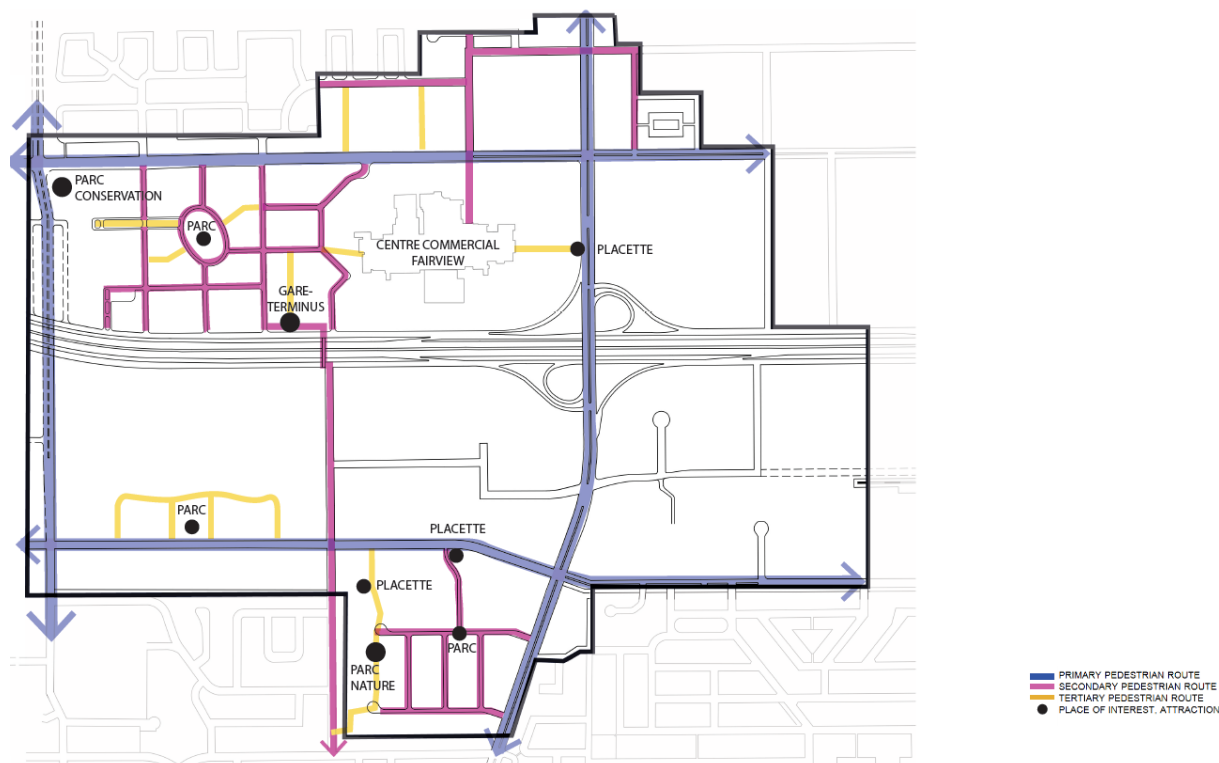 PARC
CONSERVATION
PARC
CENTRE COMMERCIAL
FAIRVIEW
PLACETTE
GARE-
TERMINUS
PARC
PLACETTE
PLACETTE
PARC
PARC
NATURE
PRIMARY PEDESTRIAN ROUTE
SECONDARY PEDESTRIAN ROUTE
TERTIARY PEDESTRIAN ROUTE
PLACE OF INTEREST, ATTRACTION